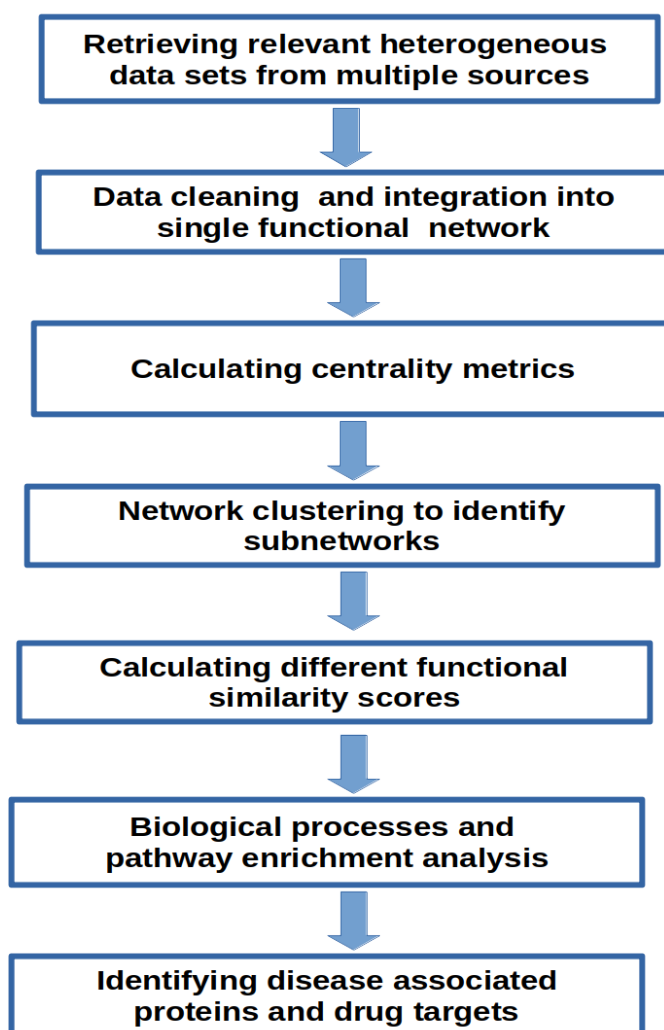 Retrieving relevant heterogeneous
data sets from multiple sources
Data cleaning and integration into
single functional network
Calculating centrality metrics
Network clustering to identify
subnetworks
Calculating different functional
similarity scores
Biological processes and
pathway enrichment analysis
Identifying disease associated
proteins and drug targets